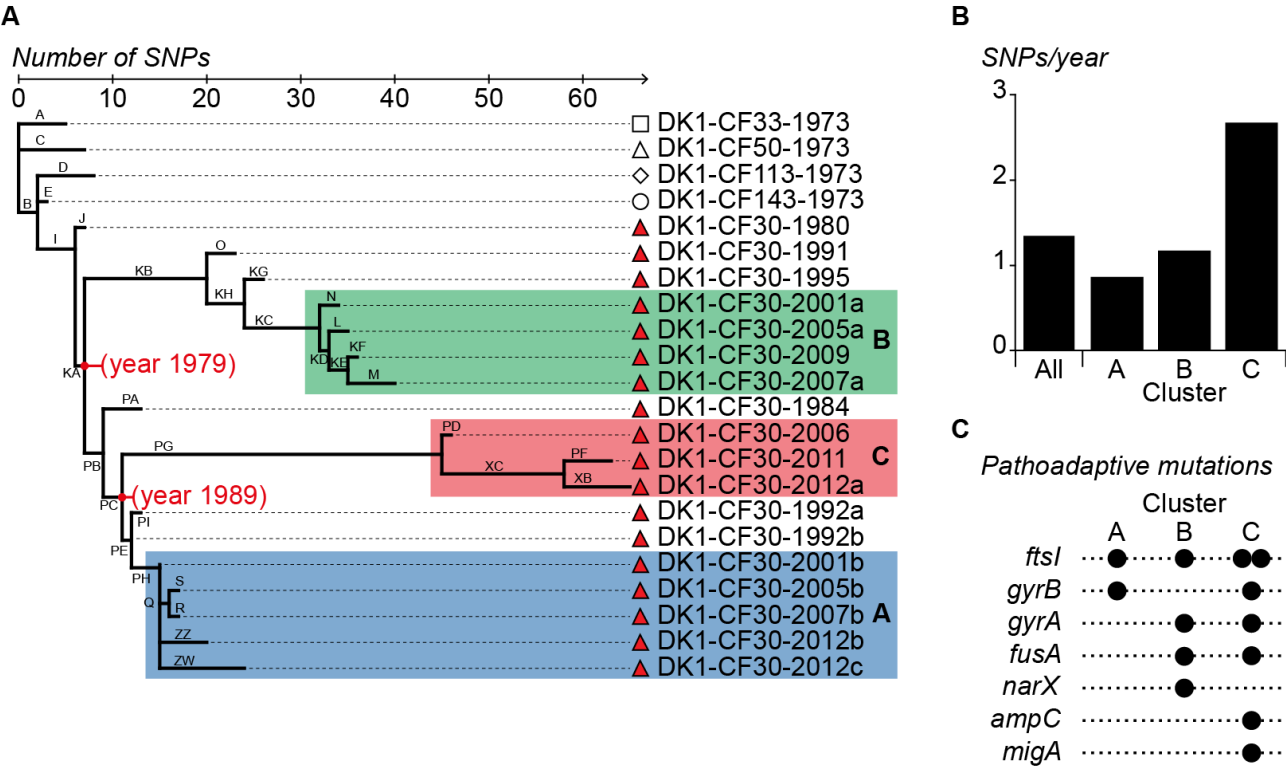 A
Number of SNPs
0 10 20 30 40 50 60
A DK1-CF33-1973
C DK1-CF50-1973
D DK1-CF113-1973
E DK1-CF143-1973
B
J DK1-CF30-1980
I
O DK1-CF30-1991
KB KG DK1-CF30-1995
KH
N DK1-CF30-2001a
KC
L DK1-CF30-2005a
B
KD KE KF DK1-CF30-2009
KA (year 1979)
M DK1-CF30-2007a
PA DK1-CF30-1984
PD DK1-CF30-2006
PG
PB
PF DK1-CF30-2011
C
XC
XB DK1-CF30-2012a
(year 1989)
PC
PI DK1-CF30-1992a
PE DK1-CF30-1992b
DK1-CF30-2001b
PH
S DK1-CF30-2005b
Q
R DK1-CF30-2007b
A
ZZ DK1-CF30-2012b
ZW DK1-CF30-2012c
B
SNPs/year
3
2
1
0
All A B C
Cluster
C
Pathoadaptive mutations
Cluster
A B C
ftsI
gyrB
gyrA
fusA
narX
ampC
migA